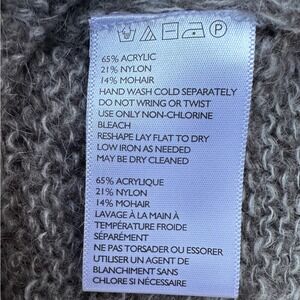 65% ACRYLIC
21% NYLON
14% MOHAIR
HAND WASH COLD SEPARATELY
DO NOT WRING OR TWIST
USE ONLY NON-CHLORINE
BLEACH
RESHAPE LAY FLAT TO DRY
LOW IRON AS NEEDED
MAY BE DRY CLEANED
65% ACRYLIQUE
21% NYLON
14% MOHAIR
LAVAGE À LA MAIN À
TEMPÉRATURE FROIDE
SÉPARÉMENT
NE PAS TORSADER OU ESSORER
UTILISER UN AGENT DE
BLANCHIMENT SANS
CHLORE SI NÉCESSAIRE